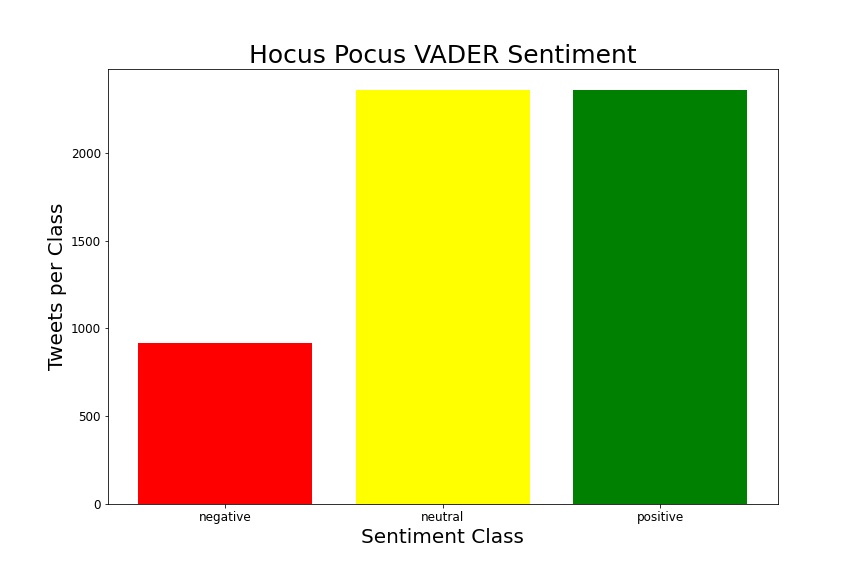 Hocus Pocus VADER Sentiment
Tweets per Class
2000
1500
1000
500
0
negative neutral positive
Sentiment Class